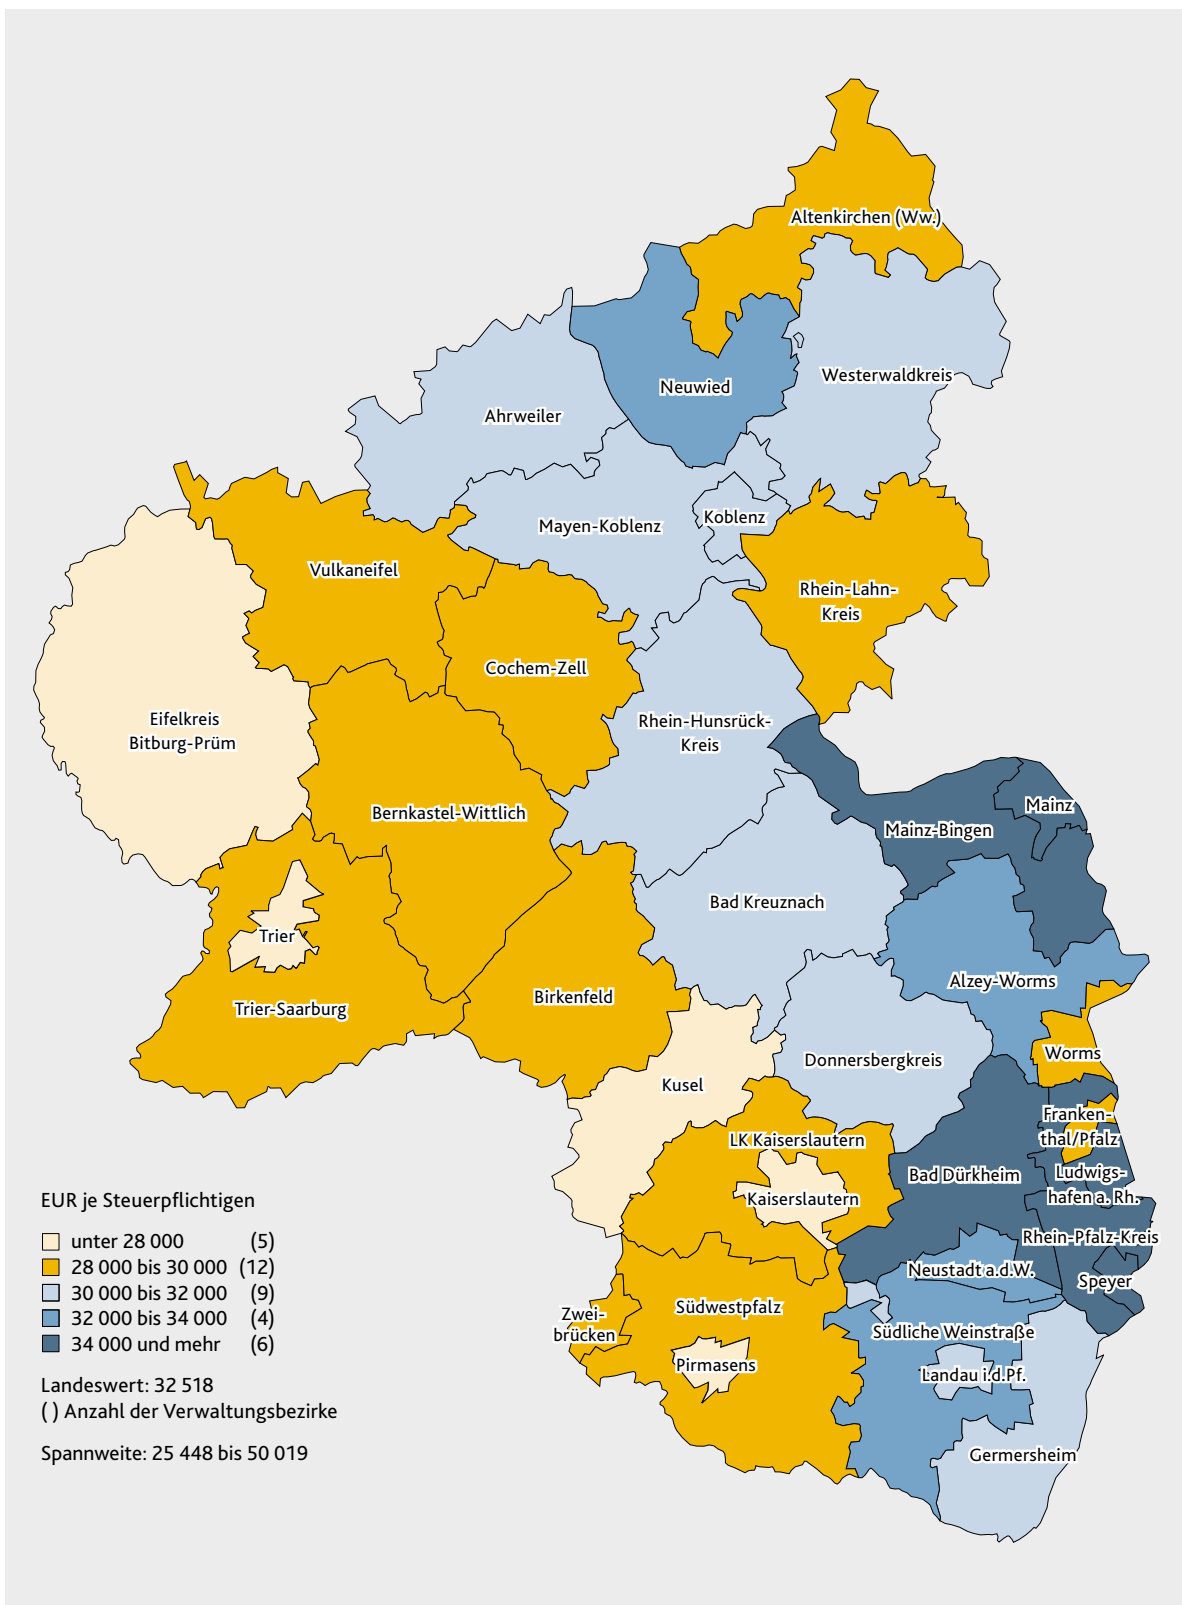 Altenkirchen (Ww.)
Neuwied
Westerwaldkreis
Ahrweiler
Mayen-Koblenz
Koblenz
Vulkaneifel
Rhein-Lahn-
Kreis
Cochem-Zell
Eifelkreis
Bitburg-Prüm
Rhein-Hunsrück-
Kreis
Bernkastel-Wittlich
Mainz
Mainz-Bingen
Bad Kreuznach
Trier
Trier-Saarburg
Birkenfeld
Alzey-Worms
Worms
Donnersbergkreis
Kusel
Franken-
thal/Pfalz
LK Kaiserslautern
Bad Dürkheim
Ludwigs-
hafen a. Rh.
Kaiserslautern
Rhein-Pfalz-Kreis
Neustadt a.d.W.
Speyer
Südwestpfalz
Zwei-
brücken
Südliche Weinstraße
Pirmasens
Landau i.d.Pf.
Germersheim
EUR je Steuerpflichtigen
unter 28 000 (5)
28 000 bis 30 000 (12)
30 000 bis 32 000 (9)
32 000 bis 34 000 (4)
34 000 und mehr (6)
Landeswert: 32 518
( ) Anzahl der Verwaltungsbezirke
Spannweite: 25 448 bis 50 019